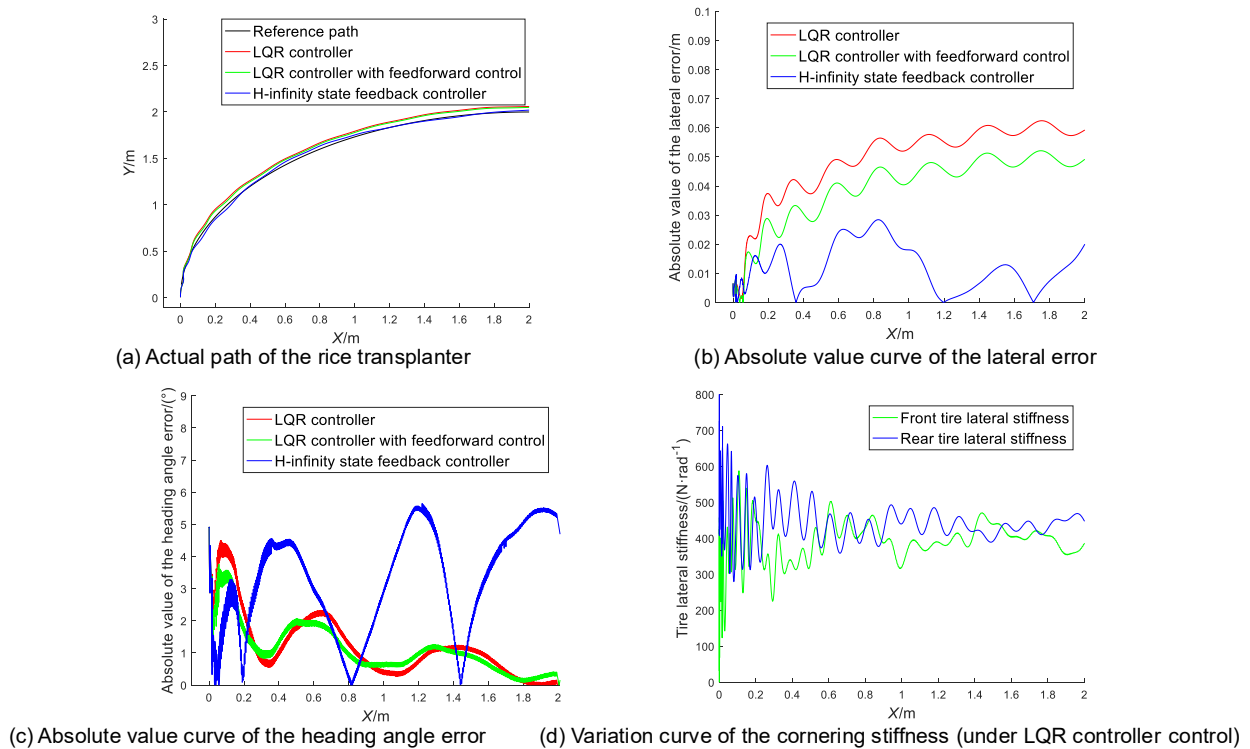 3
2.5
2
1.5
1
0.5
0
Y/m
Reference path
LQR controller
LQR controller with feedforward control
H-infinity state feedback controller
0 0.2 0.4 0.6 0.8 1 1.2 1.4 1.6 1.8 2
X/m
(a) Actual path of the rice transplanter
0.1
0.09
0.08
0.07
0.06
0.05
0.04
0.03
0.02
0.01
0
Absolute value of the lateral error/m
LQR controller
LQR controller with feedforward control
H-infinity state feedback controller
0 0.2 0.4 0.6 0.8 1 1.2 1.4 1.6 1.8 2
X/m
(b) Absolute value curve of the lateral error
9
8
7
6
5
4
3
2
1
0
Absolute value of the heading angle error/(°)
LQR controller
LQR controller with feedforward control
H-infinity state feedback controller
0 0.2 0.4 0.6 0.8 1 1.2 1.4 1.6 1.8 2
X/m
(c) Absolute value curve of the heading angle error
800
700
600
500
400
300
200
100
0
Tire lateral stiffness/(N·rad⁻¹)
Front tire lateral stiffness
Rear tire lateral stiffness
0 0.2 0.4 0.6 0.8 1 1.2 1.4 1.6 1.8 2
X/m
(d) Variation curve of the cornering stiffness (under LQR controller control)